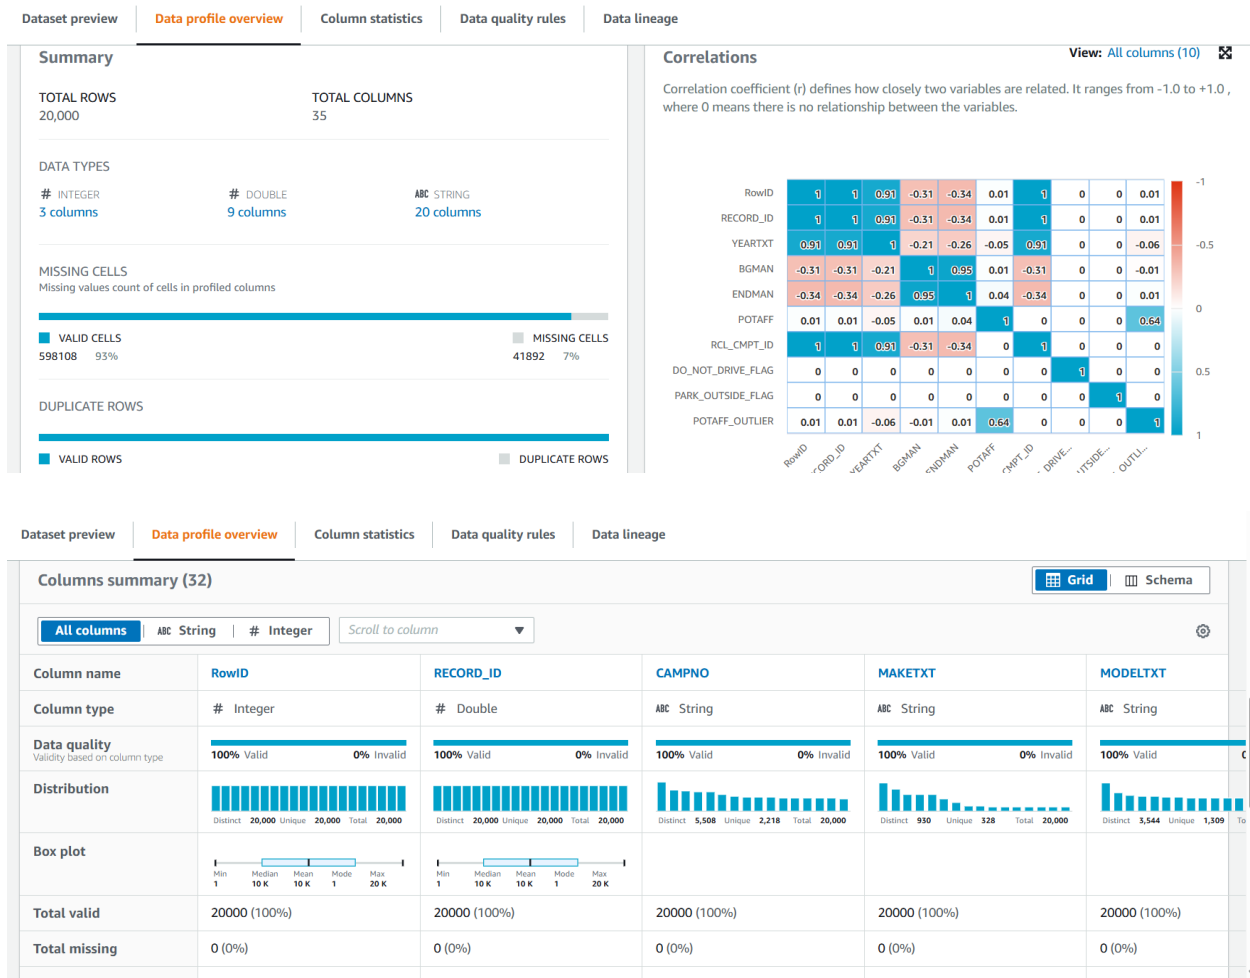 Dataset preview
Data profile overview
Column statistics
Data quality rules
Data lineage
Summary
TOTAL ROWS
TOTAL COLUMNS
20,000
35
DATA TYPES
# INTEGER
# DOUBLE
ABC STRING
3 columns
9 columns
20 columns
MISSING CELLS
Missing values count of cells in profiled columns
VALID CELLS
MISSING CELLS
598108 93%
41892 7%
DUPLICATE ROWS
VALID ROWS
DUPLICATE ROWS
Correlations
View: All columns (10)
Correlation coefficient (r) defines how closely two variables are related. It ranges from -1.0 to +1.0 ,
where 0 means there is no relationship between the variables.
RowID 1 1 0.91 -0.31 -0.34 0.01 1 0 0 0.01
RECORD_ID 1 1 0.91 -0.31 -0.34 0.01 1 0 0 0.01
YEARTXT 0.91 0.91 1 -0.21 -0.26 -0.05 0.91 0 0 -0.06
BGMAN -0.31 -0.31 -0.21 1 0.95 0.01 -0.31 0 0 -0.01
ENDMAN -0.34 -0.34 -0.26 0.95 1 0.04 -0.34 0 0 0.01
POTAFF 0.01 0.01 -0.05 0.01 0.04 1 0 0 0 0.64
RCL_CMPT_ID 1 1 0.91 -0.31 -0.34 0 1 0 0 0
DO_NOT_DRIVE_FLAG 0 0 0 0 0 0 0 1 0 0
PARK_OUTSIDE_FLAG 0 0 0 0 0 0 0 0 1 0
POTAFF_OUTLIER 0.01 0.01 -0.06 -0.01 0.01 0.64 0 0 0 1
-1
-0.5
0
0.5
1
RowID
CORD_ID
YEARTXT
BGMAN
ENDMAN
POTAFF
CMPT_ID
DRIVE_...
UTSIDE...
OUTLI...
Dataset preview
Data profile overview
Column statistics
Data quality rules
Data lineage
Columns summary (32)
Grid
Schema
All columns
ABC String
# Integer
Scroll to column
Column name
RowID
RECORD_ID
CAMPNO
MAKETXT
MODELTXT
Column type
# Integer
# Double
ABC String
ABC String
ABC String
Data quality
Validity based on column type
100% Valid 0% Invalid
100% Valid 0% Invalid
100% Valid 0% Invalid
100% Valid 0% Invalid
100% Valid
Distribution
Distinct 20,000 Unique 20,000 Total 20,000
Distinct 20,000 Unique 20,000 Total 20,000
Distinct 5,508 Unique 2,218 Total 20,000
Distinct 930 Unique 328 Total 20,000
Distinct 3,544 Unique 1,309 To
Box plot
Min Median Mean Mode Max
1 10 K 10 K 1 20 K
Min Median Mean Mode Max
1 10 K 10 K 1 20 K
Total valid
20000 (100%)
20000 (100%)
20000 (100%)
20000 (100%)
20000 (100%)
Total missing
0 (0%)
0 (0%)
0 (0%)
0 (0%)
0 (0%)